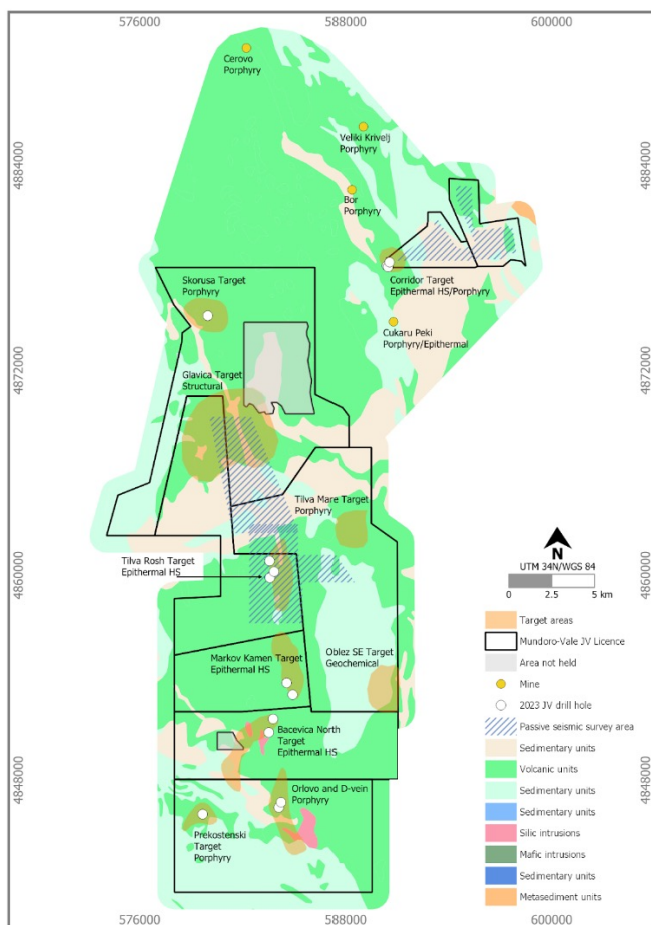 576000
588000
600000
Cerovo
Porphyry
Veliki Krivelj
Porphyry
4884000
4884000
Bor
Porphyry
Skorusa Target
Porphyry
Corridor Target
Epithermal HS/Porphyry
Cukaru Peki
Porphyry/Epithermal
4872000
4872000
Glavica Target
Structural
Tilva Mare Target
Porphyry
N
Tilva Rosh Target
Epithermal HS
4860000
4860000
UTM 34N/WGS 84
0
2.5
5 km
Target areas
Mundoro-Vale JV Licence
Area not held
Mine
2023 JV drill hole
Passive seismic survey area
Sedimentary units
Volcanic units
Sedimentary units
Sedimentary units
Silic intrusions
Mafic intrusions
Sedimentary units
Metasediment units
Oblez SE Target
Geochemical
Markov Kamen Target
Epithermal HS
Bacevica North
Target
Epithermal HS
4848000
4848000
Orlovo and D-vein
Porphyry
Prekostenski
Target
Porphyry
576000
588000
600000